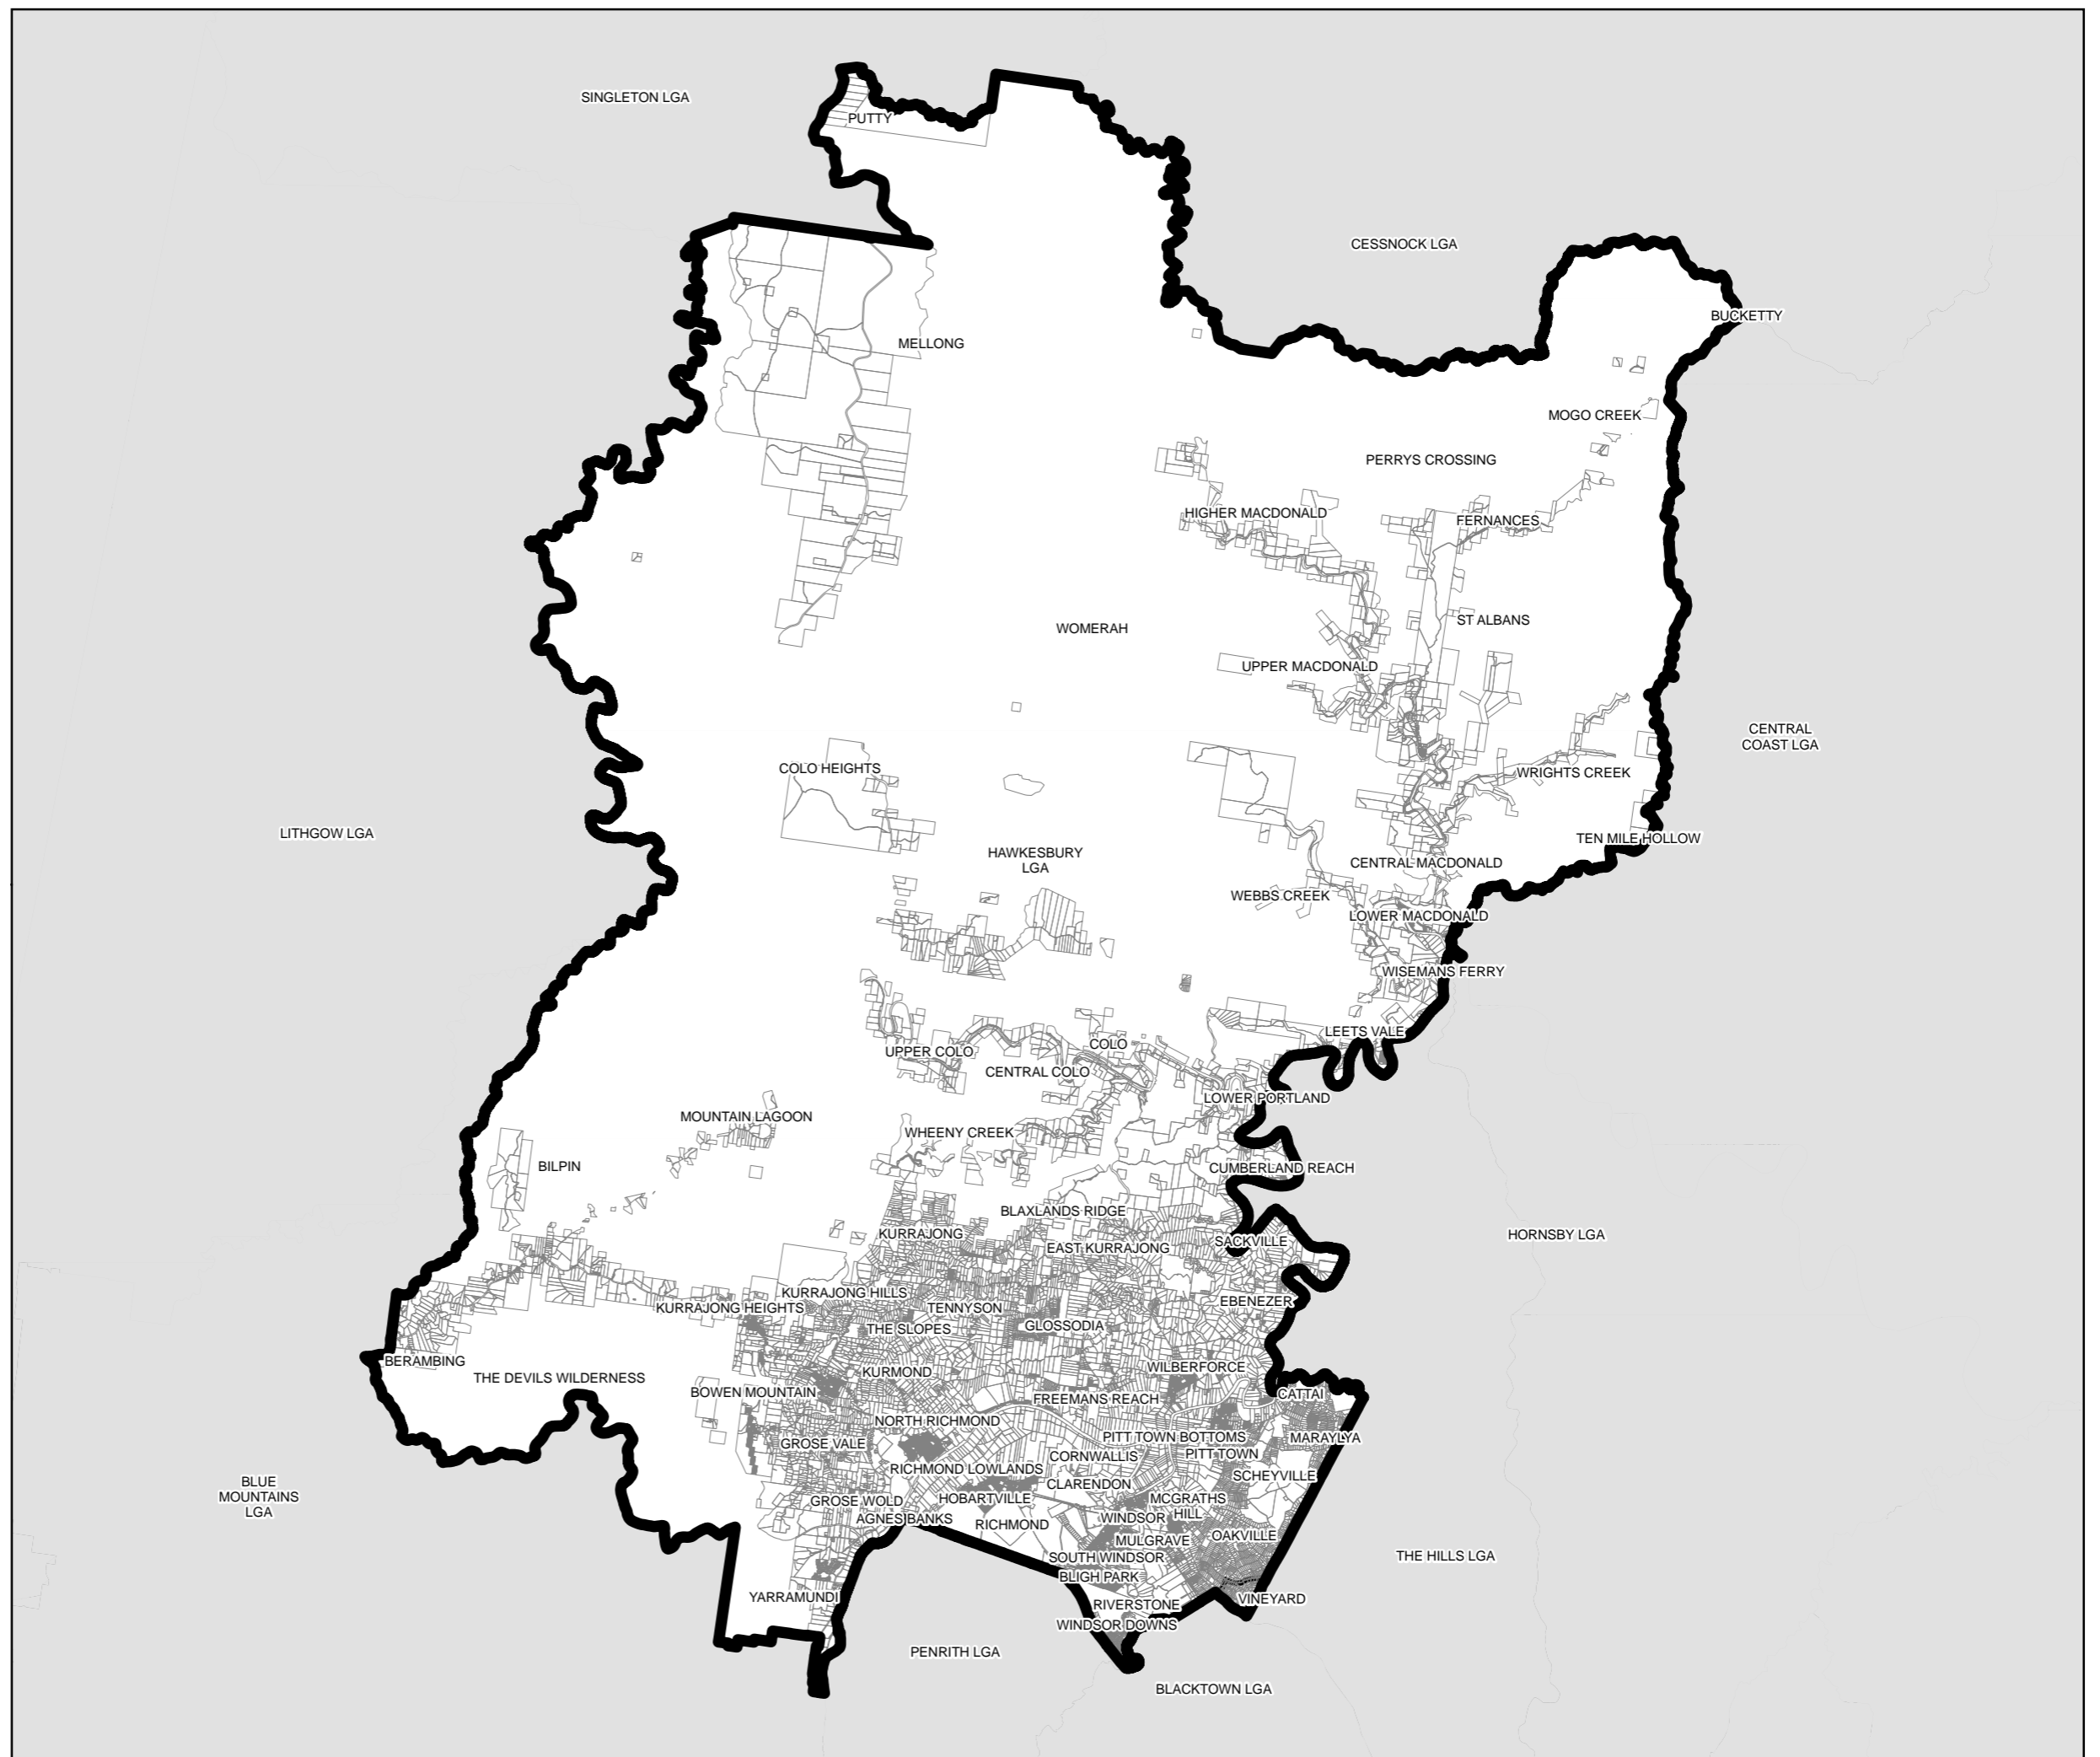 SINGLETON LGA
PUTTY
CESSNOCK LGA
BUCKETTY
MELLONG
MOGO CREEK
PERRYS CROSSING
HIGHER MACDONALD
FERNANCES
ST ALBANS
WOMERAH
UPPER MACDONALD
CENTRAL
COAST LGA
COLO HEIGHTS
WRIGHTS CREEK
LITHGOW LGA
TEN MILE HOLLOW
HAWKESBURY
LGA
CENTRAL MACDONALD
WEBBS CREEK
LOWER MACDONALD
WISEMANS FERRY
LEETS VALE
COLO
UPPER COLO
CENTRAL COLO
LOWER PORTLAND
MOUNTAIN LAGOON
WHEENY CREEK
BILPIN
CUMBERLAND REACH
BLAXLANDS RIDGE
KURRAJONG
HORNSBY LGA
SACKVILLE
EAST KURRAJONG
KURRAJONG HILLS
EBENEZER
KURRAJONG HEIGHTS
TENNYSON
GLOSSODIA
THE SLOPES
BERAMBING
WILBERFORCE
KURMOND
THE DEVILS WILDERNESS
BOWEN MOUNTAIN
CATTAI
FREEMANS REACH
NORTH RICHMOND
PITT TOWN BOTTOMS
MARAYLYA
GROSE VALE
PITT TOWN
CORNWALLIS
RICHMOND LOWLANDS
SCHEYVILLE
BLUE
MOUNTAINS
LGA
CLARENDON
HOBARTVILLE
MCGRATHS
HILL
GROSE WOLD
AGNES BANKS
WINDSOR
RICHMOND
OAKVILLE
MULGRAVE
SOUTH WINDSOR
THE HILLS LGA
BLIGH PARK
YARRAMUNDI
VINEYARD
RIVERSTONE
WINDSOR DOWNS
PENRITH LGA
BLACKTOWN LGA